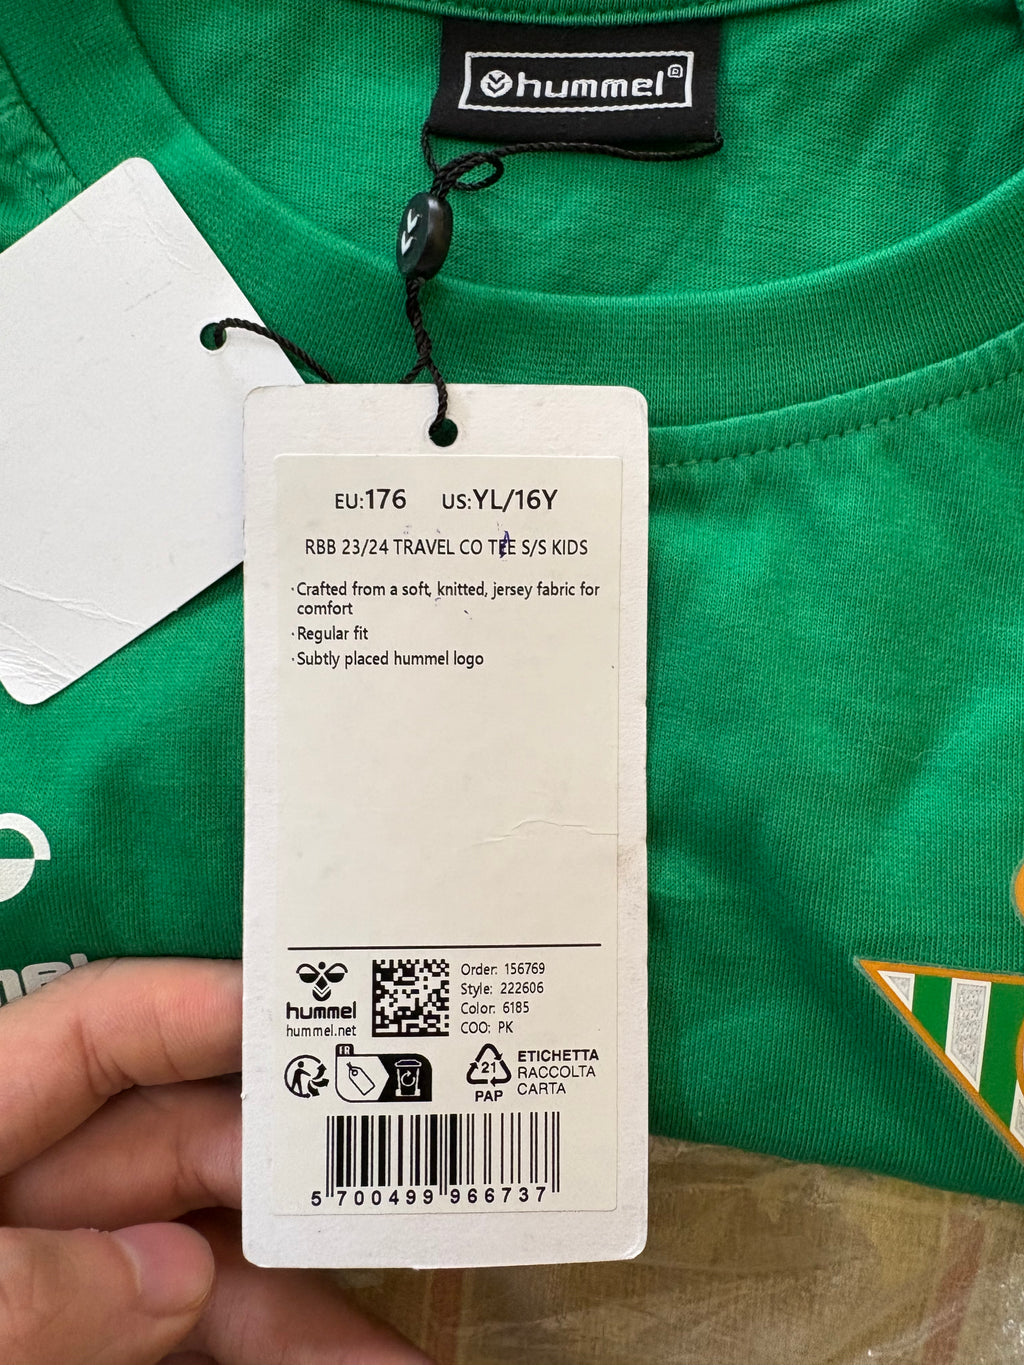 hummel®
EU:176 US:YL/16Y
RBB 23/24 TRAVEL CO TEE S/S KIDS
·Crafted from a soft, knitted, jersey fabric for
comfort
·Regular fit
·Subtly placed hummel logo
hummel
hummel.net
Order: 156769
Style: 222606
Color: 6185
COO: PK
FR
21
PAP
ETICHETTA
RACCOLTA
CARTA
5 700499 966737